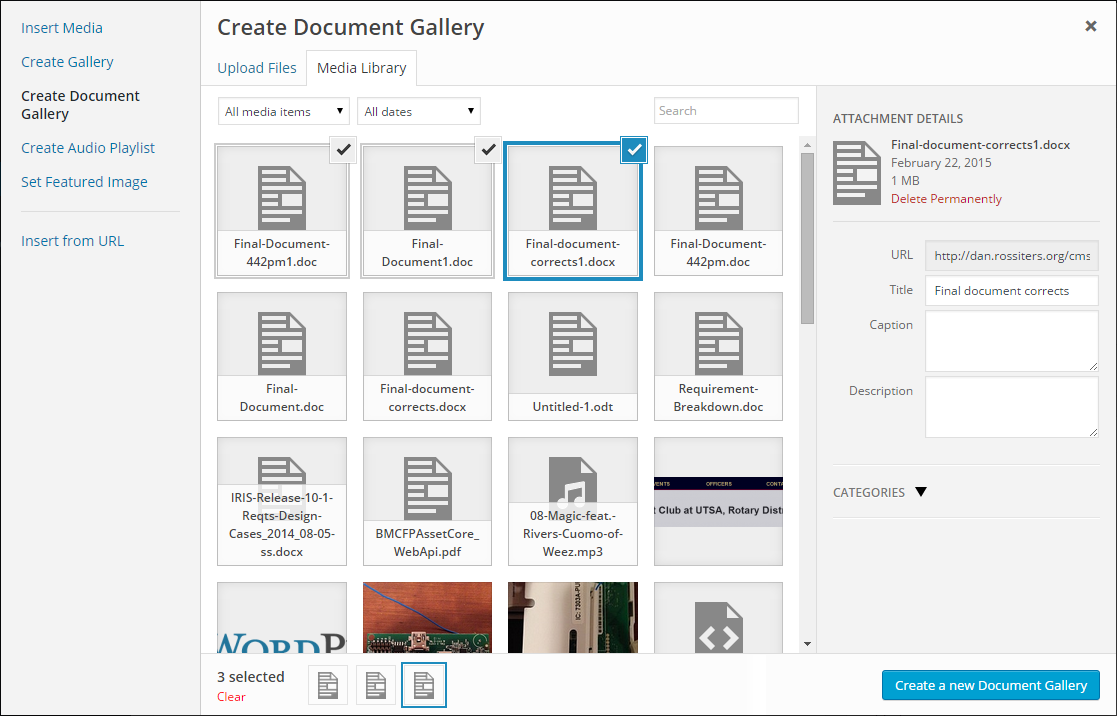 Insert Media
Create Gallery
Create Document
Gallery
Create Audio Playlist
Set Featured Image
Insert from URL
Create Document Gallery
Upload Files
Media Library
All media items
All dates
Search
Final-Document-
442pm1.doc
Final-
Document1.doc
Final-document-
corrects1.docx
Final-Document-
442pm.doc
Final-
Document.doc
Final-document-
corrects.docx
Untitled-1.odt
Requirement-
Breakdown.doc
IRIS-Release-10-1-
Reqts-Design-
Cases_2014_08-05-
ss.docx
BMCFPAssetCore_
WebApi.pdf
08-Magic-feat.-
Rivers-Cuomo-of-
Weez.mp3
VENTS OFFICERS CONTA
t Club at UTSA, Rotary Distri
WORDP
IC: 7303A-PU
ATTACHMENT DETAILS
Final-document-corrects1.docx
February 22, 2015
1 MB
Delete Permanently
URL
http://dan.rossiters.org/cms
Title
Final document corrects
Caption
Description
CATEGORIES
3 selected
Clear
Create a new Document Gallery